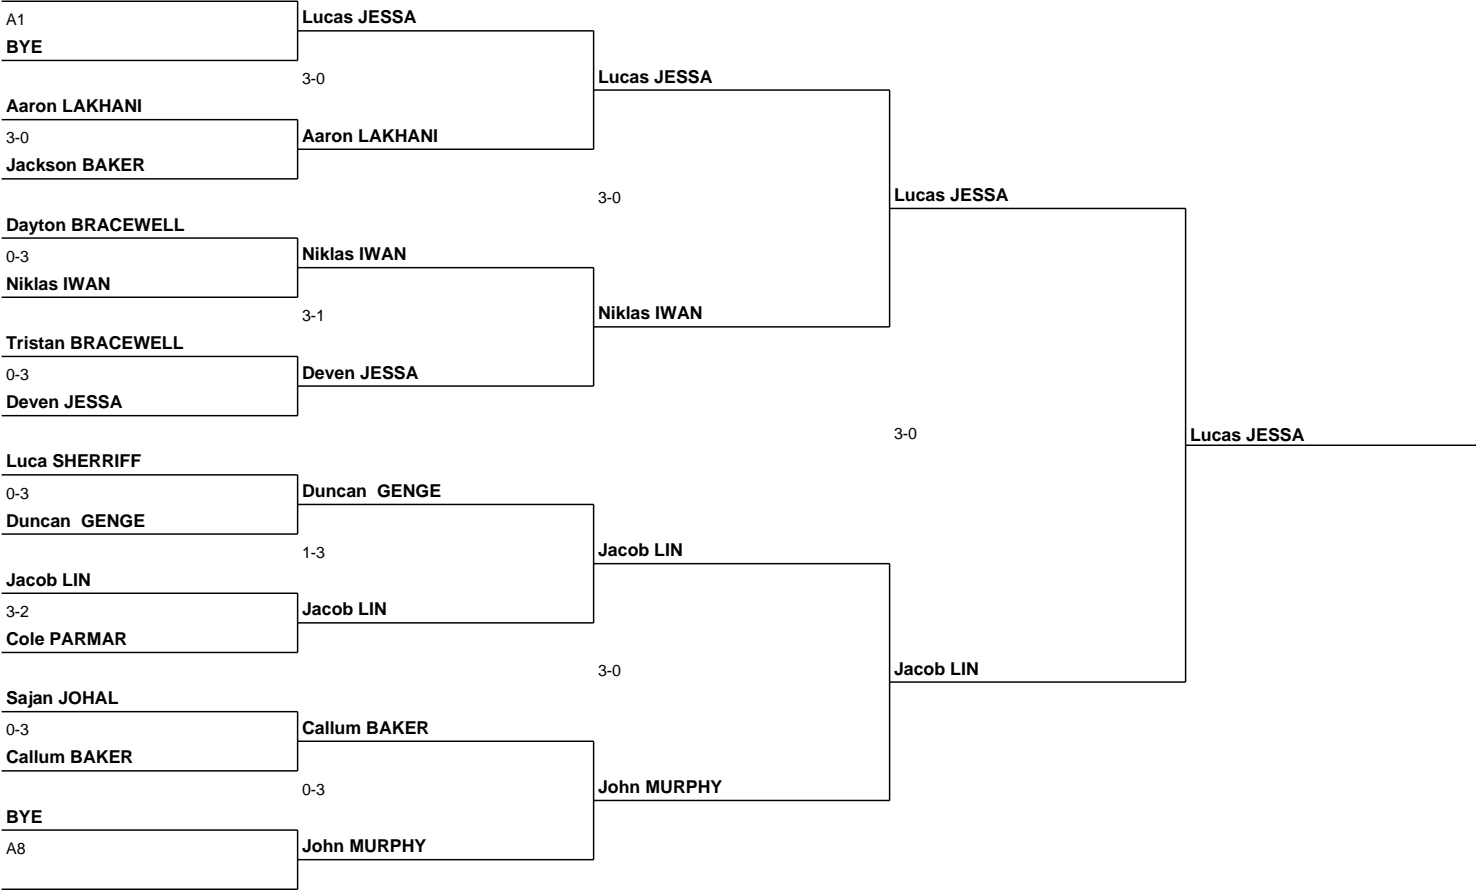 A1
BYE
Aaron LAKHANI
3-0
Jackson BAKER
Dayton BRACEWELL
0-3
Niklas IWAN
Tristan BRACEWELL
0-3
Deven JESSA
Luca SHERRIFF
0-3
Duncan  GENGE
Jacob LIN
3-2
Cole PARMAR
Sajan JOHAL
0-3
Callum BAKER
BYE
A8
Lucas JESSA
3-0
Aaron LAKHANI
Niklas IWAN
3-1
Deven JESSA
Duncan  GENGE
1-3
Jacob LIN
Callum BAKER
0-3
John MURPHY
Lucas JESSA
3-0
Niklas IWAN
Jacob LIN
3-0
John MURPHY
Lucas JESSA
3-0
Jacob LIN
Lucas JESSA